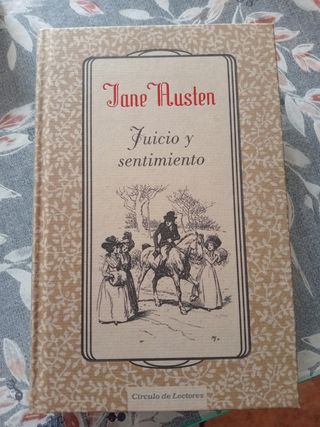 Jane Austen
Juicio y
sentimiento
Círculo de Lectores